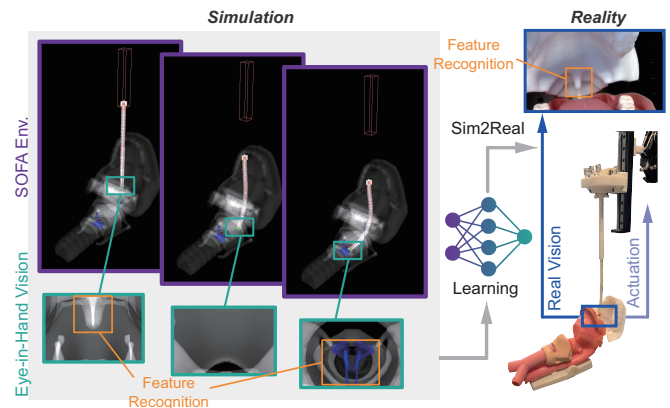 Simulation
Reality
SOFA Env.
Eye-in-Hand Vision
Feature
Recognition
Feature
Recognition
Sim2Real
Learning
Real Vision
Actuation